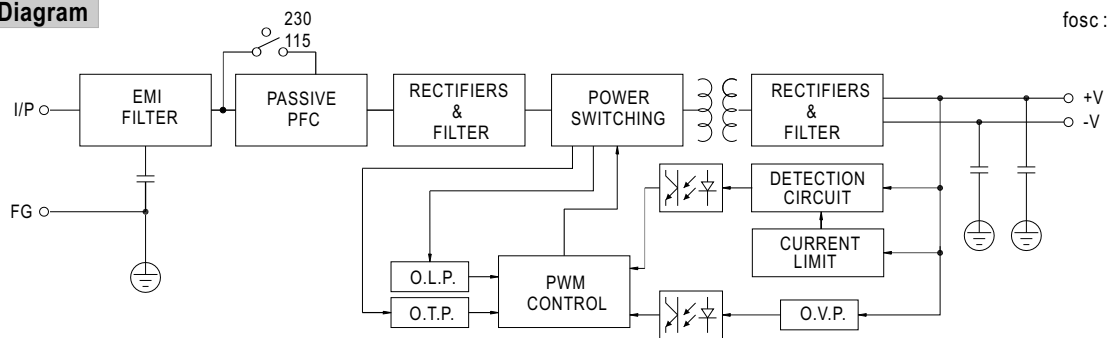 Diagram
fosc :
230
115
I/P
EMI
FILTER
PASSIVE
PFC
RECTIFIERS
&
FILTER
POWER
SWITCHING
RECTIFIERS
&
FILTER
+V
-V
FG
DETECTION
CIRCUIT
CURRENT
LIMIT
O.L.P.
O.T.P.
PWM
CONTROL
O.V.P.